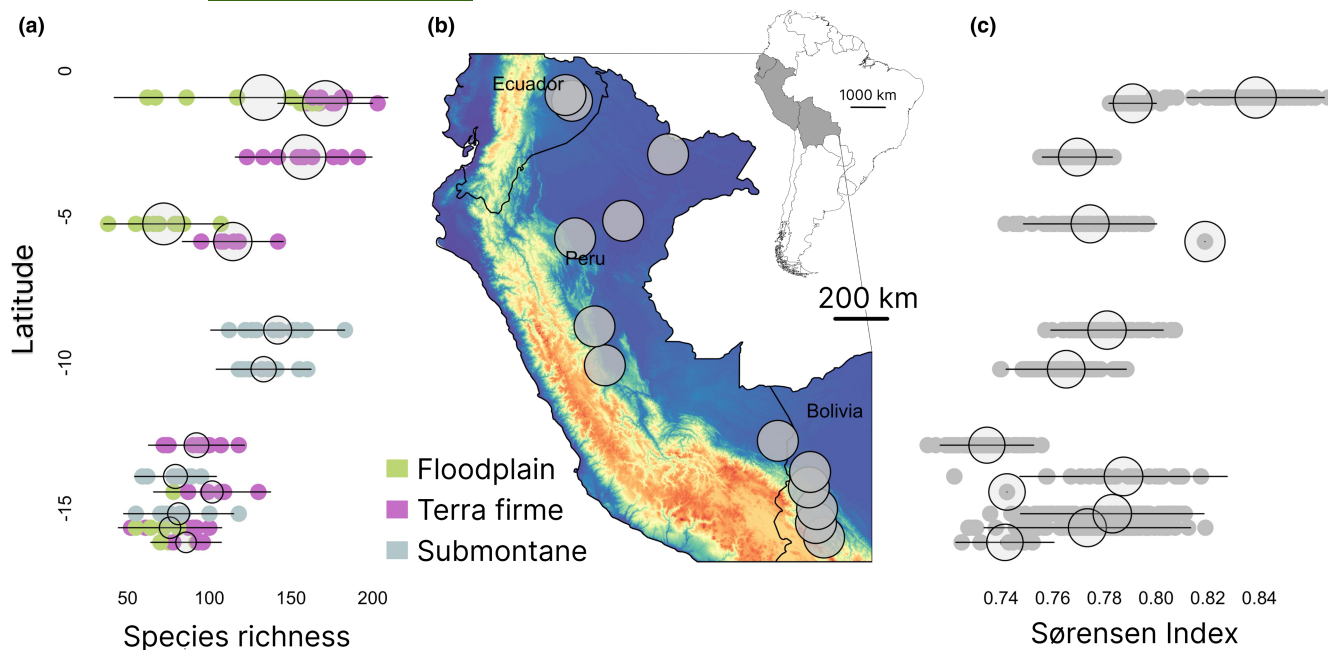 (a)
(b)
(c)
Ecuador
1000 km
Peru
200 km
Bolivia
Latitude
0
-5
-10
-15
Floodplain
Terra firme
Submontane
50 100 150 200
Species richness
0.74 0.76 0.78 0.80 0.82 0.84
Sørensen Index